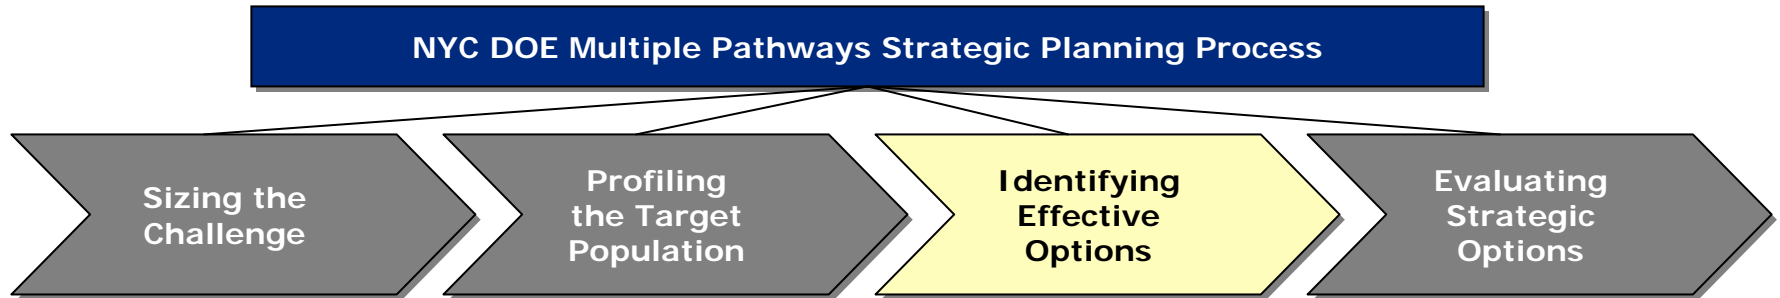 NYC DOE Multiple Pathways Strategic Planning Process
Sizing the
Challenge
Profiling
the Target
Population
Identifying
Effective
Options
Evaluating
Strategic
Options